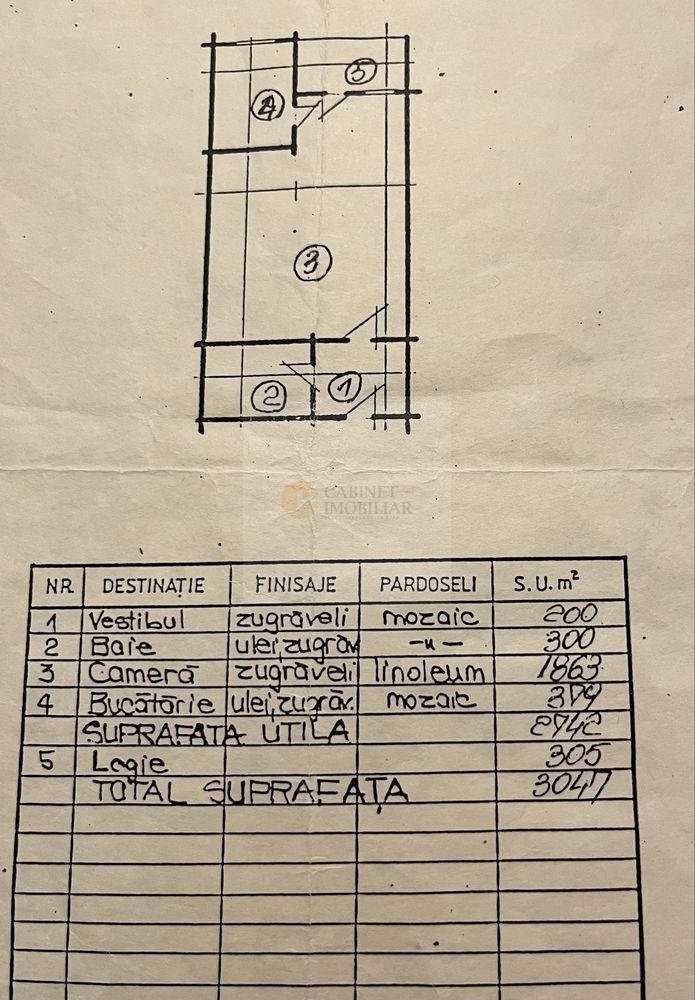 5
4
3
2
1
CABINET
IMOBILIAR
NR DESTINAȚIE FINISAJE PARDOSELI S.U. m²
1 Vestibul zugrăveli mozaic 200
2 Baie ulei,zugrăv -u- 300
3 Cameră zugrăveli linoleum 1863
4 Bucătărie ulei,zugrăv. mozaic 379
SUPRAFAȚA UTILĂ 2742
5 Logie 305
TOTAL SUPRAFAȚA 3047